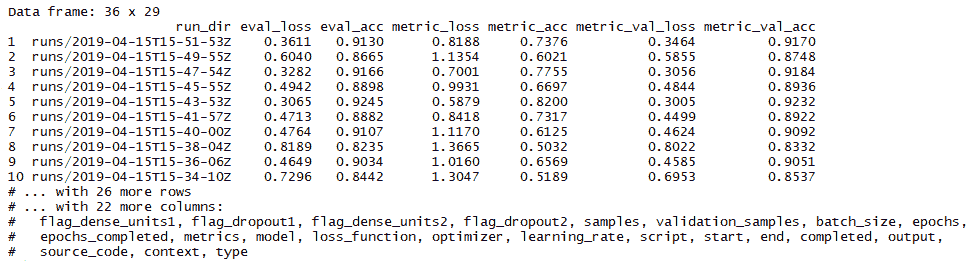 Data frame: 36 x 29
run_dir eval_loss eval_acc metric_loss metric_acc metric_val_loss metric_val_acc
1 runs/2019-04-15T15-51-53Z 0.3611 0.9130 0.8188 0.7376 0.3464 0.9170
2 runs/2019-04-15T15-49-55Z 0.6040 0.8665 1.1354 0.6021 0.5855 0.8748
3 runs/2019-04-15T15-47-54Z 0.3282 0.9166 0.7001 0.7755 0.3056 0.9184
4 runs/2019-04-15T15-45-55Z 0.4942 0.8898 0.9931 0.6697 0.4844 0.8936
5 runs/2019-04-15T15-43-53Z 0.3065 0.9245 0.5879 0.8200 0.3005 0.9232
6 runs/2019-04-15T15-41-57Z 0.4713 0.8882 0.8418 0.7317 0.4499 0.8922
7 runs/2019-04-15T15-40-00Z 0.4764 0.9107 1.1170 0.6125 0.4624 0.9092
8 runs/2019-04-15T15-38-04Z 0.8189 0.8235 1.3665 0.5032 0.8022 0.8332
9 runs/2019-04-15T15-36-06Z 0.4649 0.9034 1.0160 0.6569 0.4585 0.9051
10 runs/2019-04-15T15-34-10Z 0.7296 0.8442 1.3047 0.5189 0.6953 0.8537
# ... with 26 more rows
# ... with 22 more columns:
# flag_dense_units1, flag_dropout1, flag_dense_units2, flag_dropout2, samples, validation_samples, batch_size, epochs,
# epochs_completed, metrics, model, loss_function, optimizer, learning_rate, script, start, end, completed, output,
# source_code, context, type